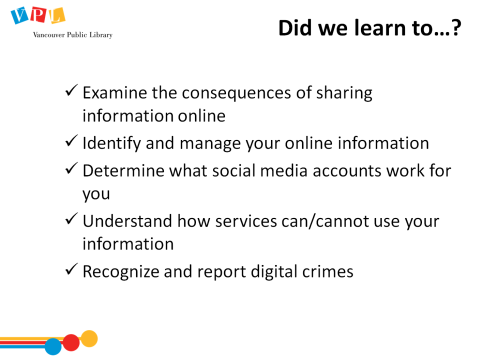 VPL
Vancouver Public Library
Did we learn to…?
✓ Examine the consequences of sharing
information online
✓ Identify and manage your online information
✓ Determine what social media accounts work for
you
✓ Understand how services can/cannot use your
information
✓ Recognize and report digital crimes